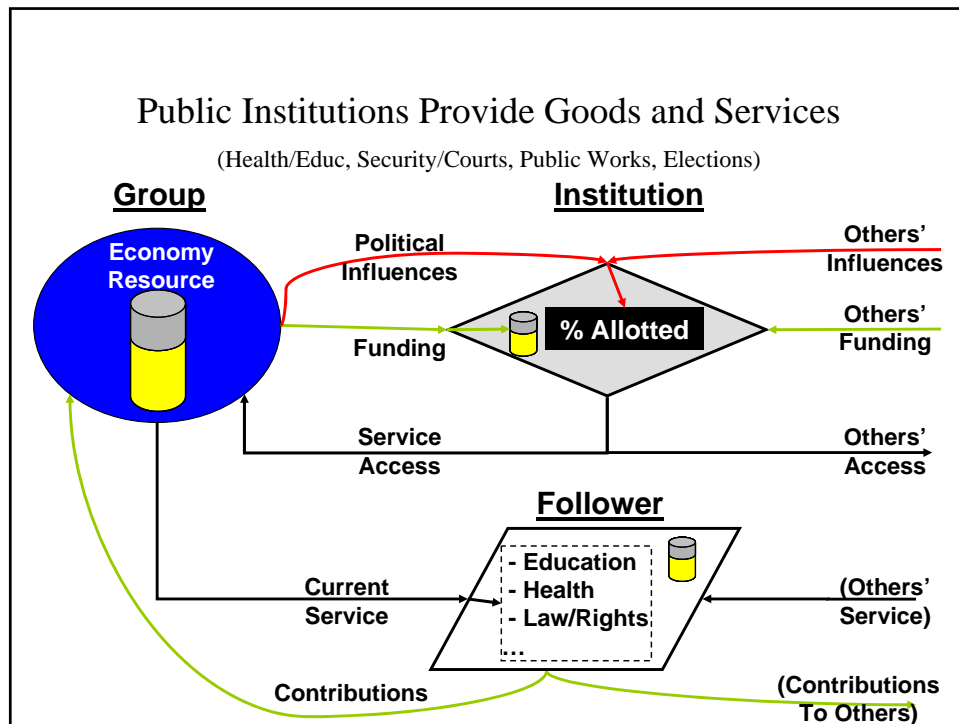 Public Institutions Provide Goods and Services
(Health/Educ, Security/Courts, Public Works, Elections)
Group
Institution
Economy
Resource
Political
Influences
Others’
Influences
Funding
% Allotted
Others’
Funding
Service
Access
Others’
Access
Follower
- Education
- Health
- Law/Rights
…
Current
Service
(Others’
Service)
Contributions
(Contributions
To Others)